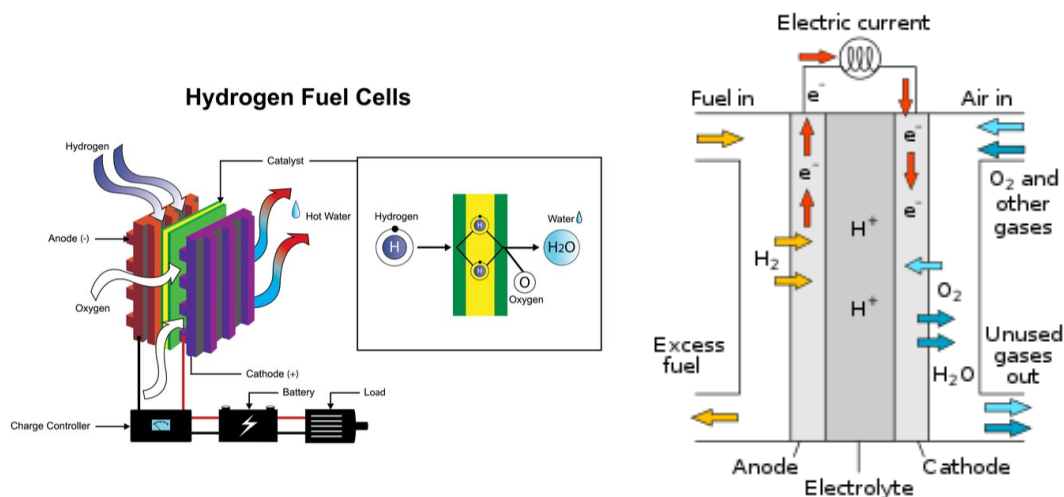 Hydrogen Fuel Cells
Hydrogen
Catalyst
Hot Water
Anode (-)
Oxygen
Cathode (+)
Battery
Load
Charge Controller
Hydrogen
H
H
H
Water
H2O
O
Oxygen
Electric current
Fuel in
e⁻
Air in
e⁻
e⁻
e⁻
O₂ and
other
gases
H⁺
H₂
H⁺
O₂
Excess
fuel
H₂O
Unused
gases
out
Anode
Cathode
Electrolyte